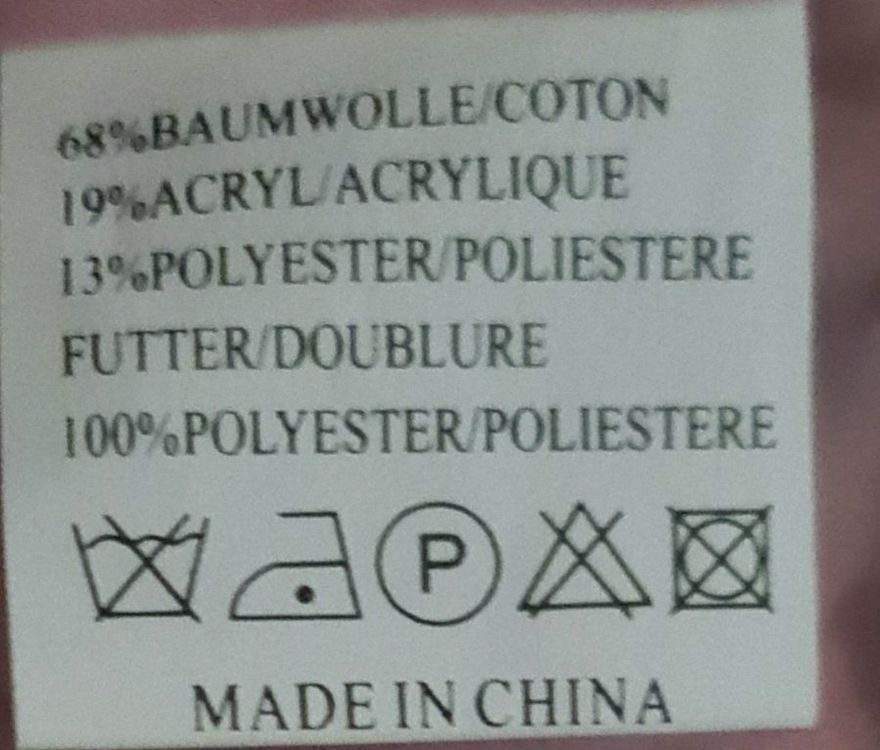 68%BAUMWOLLE/COTON
19%ACRYL/ACRYLIQUE
13%POLYESTER/POLIESTERE
FUTTER/DOUBLURE
100%POLYESTER/POLIESTERE
P
MADE IN CHINA